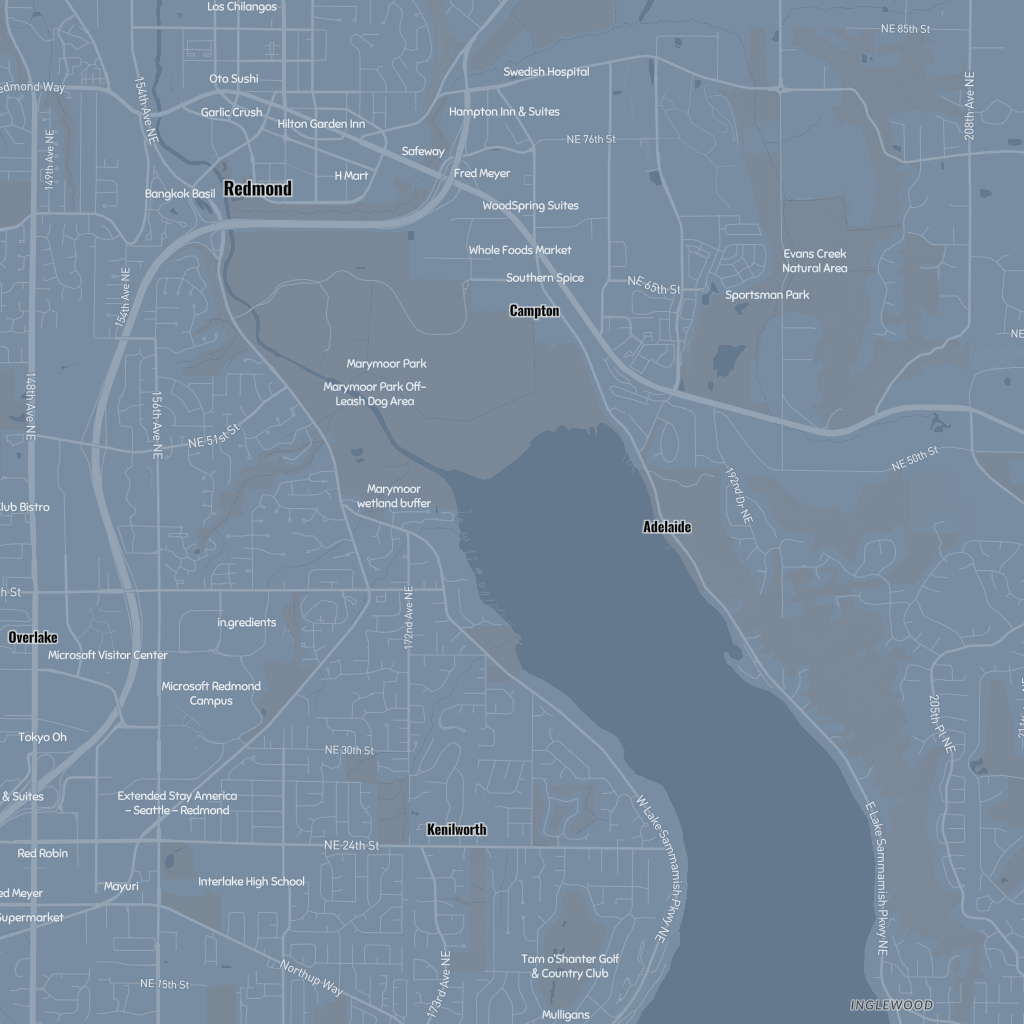 Los Chilangos
NE 85th St
Swedish Hospital
Oto Sushi
edmond Way
208th Ave NE
154th Ave NE
Garlic Crush
Hampton Inn & Suites
Hilton Garden Inn
NE 76th St
149th Ave NE
Safeway
H Mart
Fred Meyer
Bangkok Basil
Redmond
WoodSpring Suites
Whole Foods Market
Evans Creek
Natural Area
Southern Spice
NE 65th St
Sportsman Park
154th Ave NE
Campton
NE
Marymoor Park
Marymoor Park Off-
Leash Dog Area
148th Ave NE
156th Ave NE
NE 51st St
NE 50th St
Marymoor
wetland buffer
192nd Dr NE
lub Bistro
Adelaide
h St
in.gredients
172nd Ave NE
Overlake
Microsoft Visitor Center
Microsoft Redmond
Campus
205th Pl NE
Tokyo Oh
NE 30th St
& Suites
Extended Stay America
- Seattle - Redmond
Kenilworth
W Lake Sammamish Pkwy NE
E Lake Sammamish Pkwy NE
NE 24th St
Red Robin
Interlake High School
Mayuri
ed Meyer
Supermarket
Tam o'Shanter Golf
& Country Club
Northup Way
173rd Ave NE
NE 15th St
INGLEWOOD
Mulligans